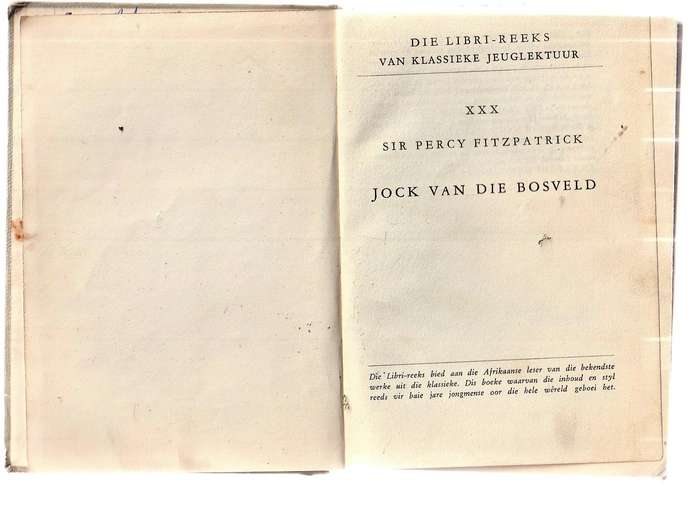 DIE LIBRI-REEKS
VAN KLASSIEKE JEUGLEKTUUR
XXX
SIR PERCY FITZPATRICK
JOCK VAN DIE BOSVELD
Die Libri-reeks bied aan die Afrikaanse leser van die bekendste
werke uit die klassieke. Dis boeke waarvan die inhoud en styl
reeds vir baie jare jongmense oor die hele wêreld geboei het.